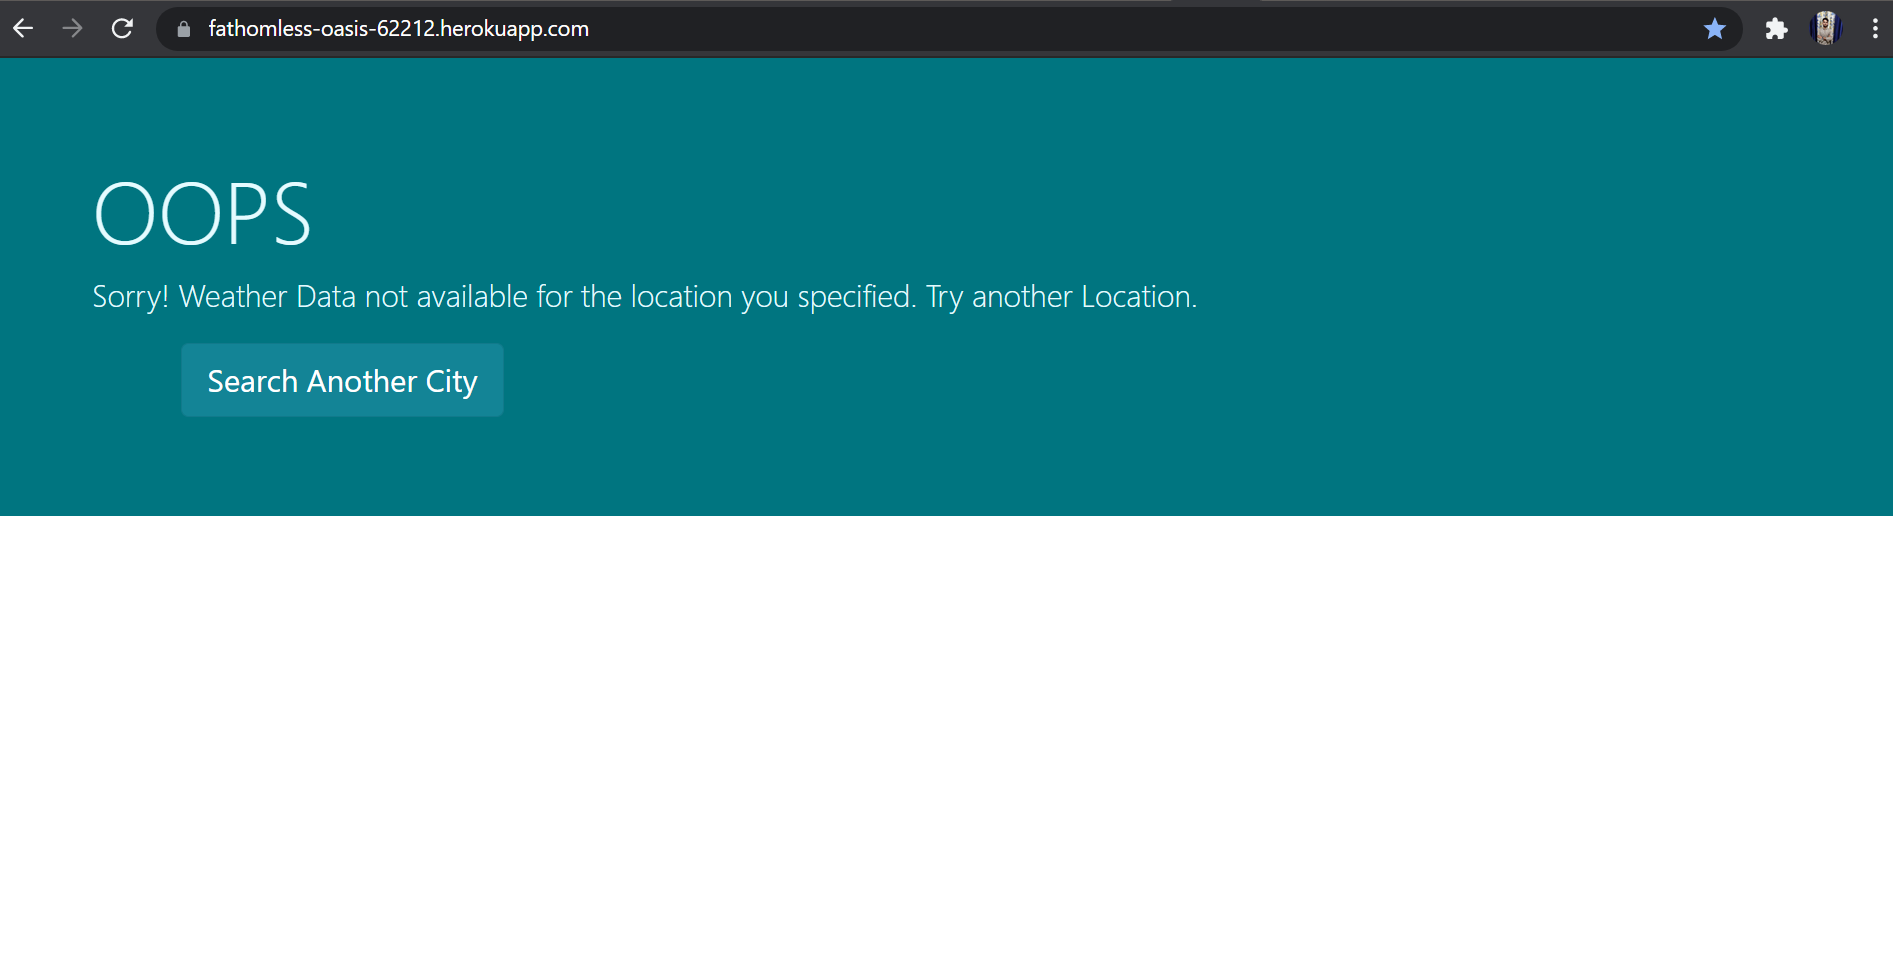 fathomless-oasis-62212.herokuapp.com
OOPS
Sorry! Weather Data not available for the location you specified. Try another Location.
Search Another City